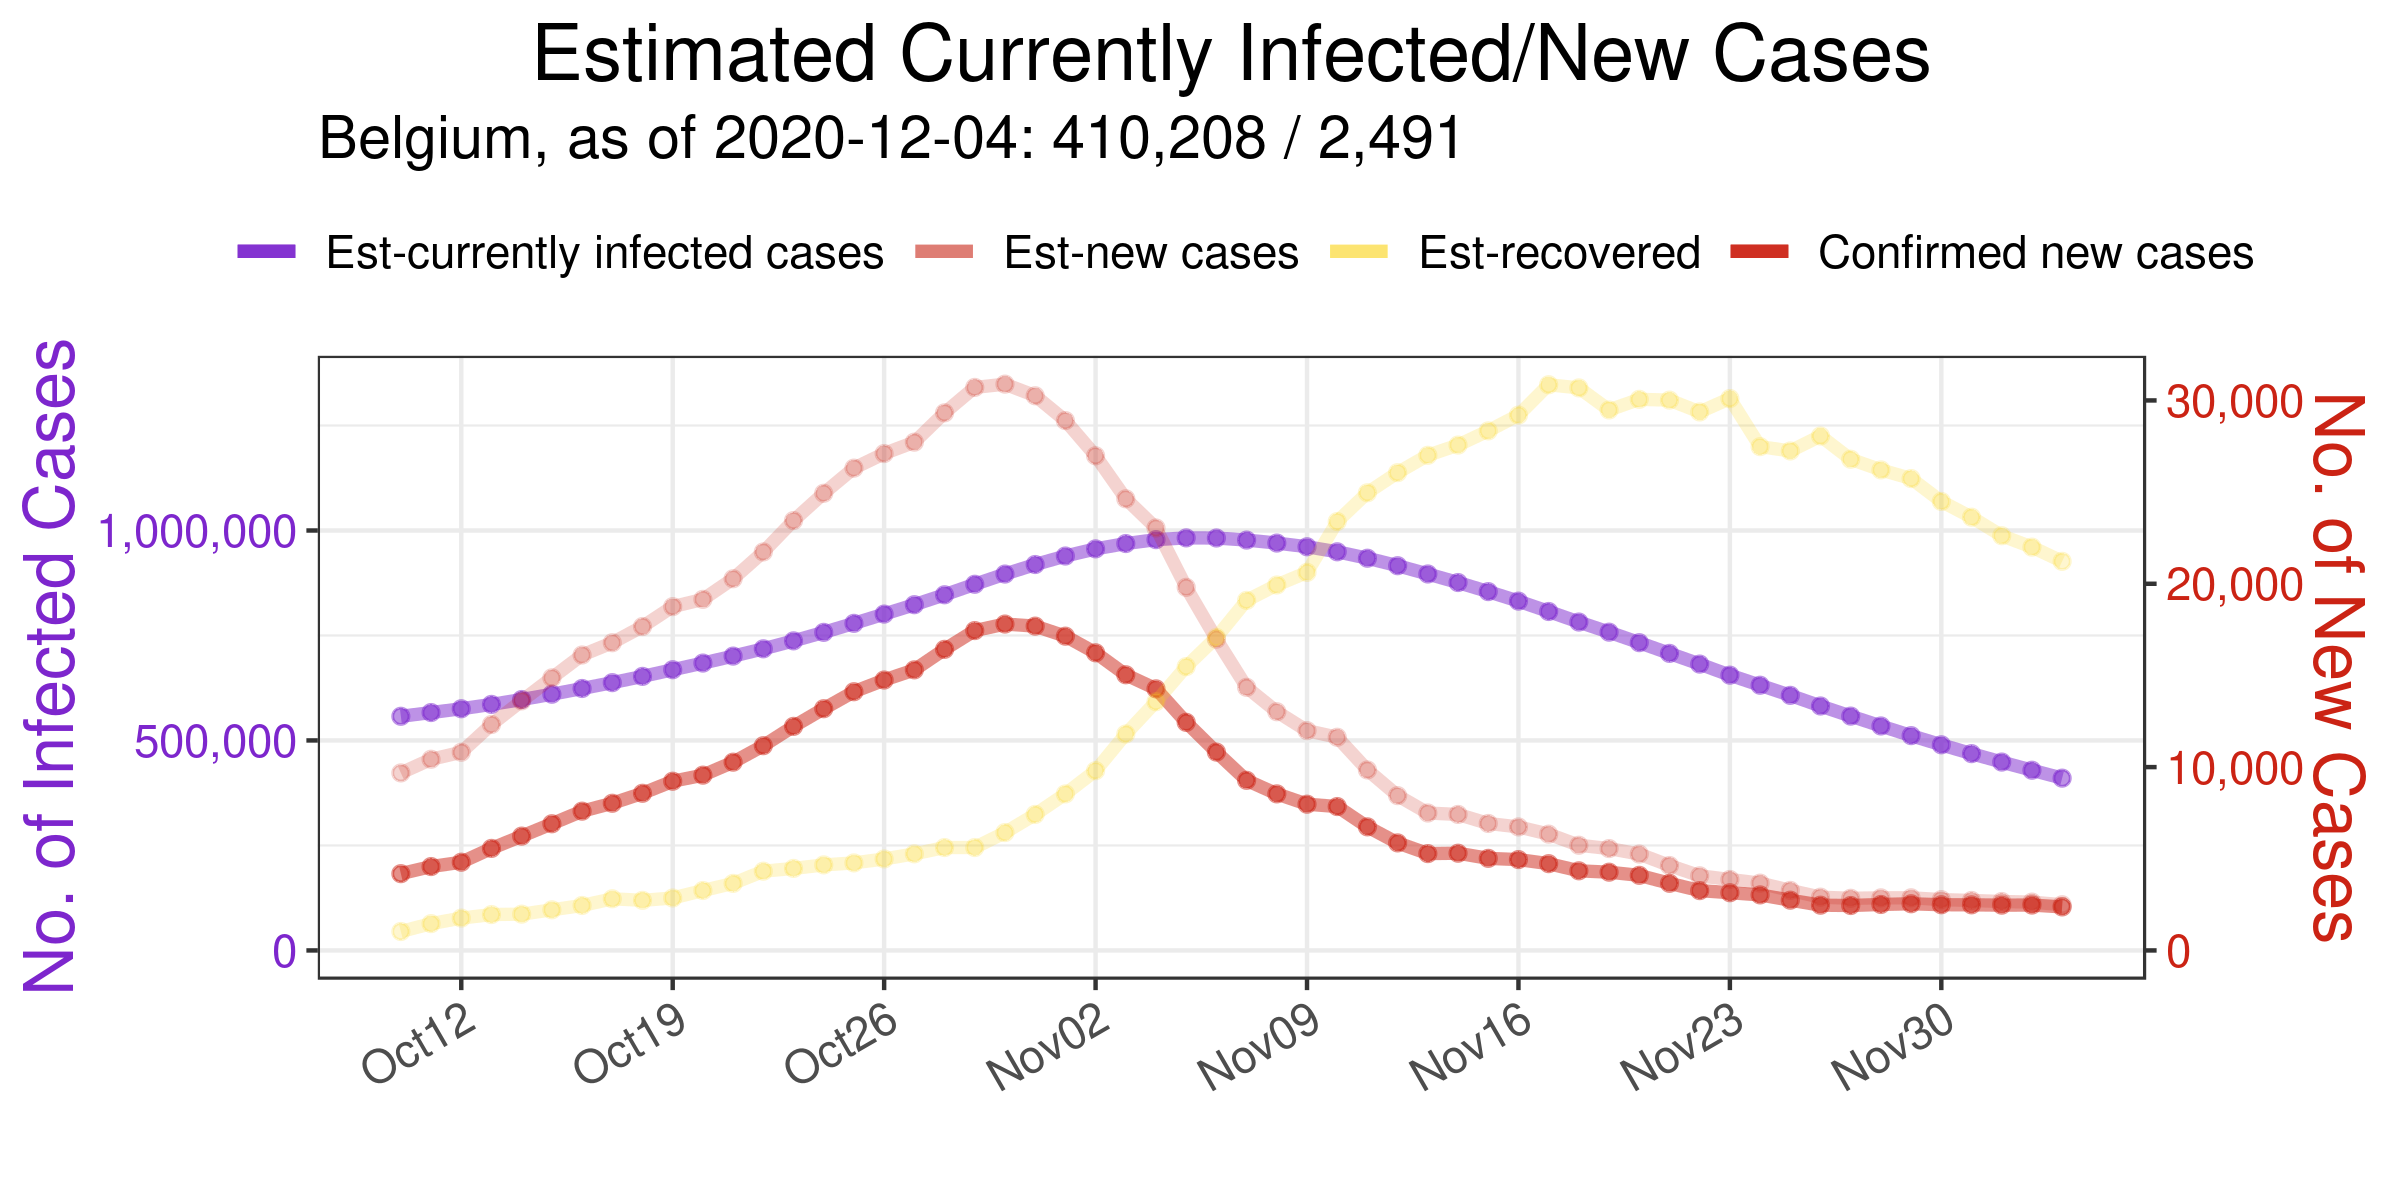 Estimated Currently Infected/New Cases
Belgium, as of 2020-12-04: 410,208 / 2,491
Est-currently infected cases Est-new cases Est-recovered Confirmed new cases
No. of Infected Cases
1,000,000
500,000
0
30,000
20,000
10,000
0
No. of New Cases
Oct12 Oct19 Oct26 Nov02 Nov09 Nov16 Nov23 Nov30